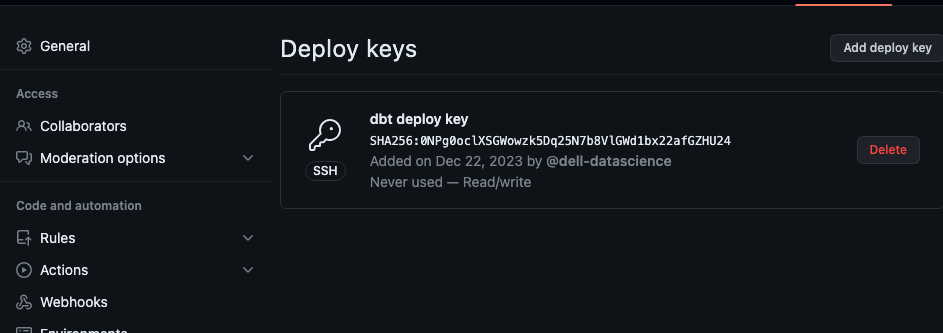 General
Access
Collaborators
Moderation options
Code and automation
Rules
Actions
Webhooks
Environments
Deploy keys
Add deploy key
SSH
dbt deploy key
SHA256:0NPg0oclXSGWowzk5Dq25N7b8VlGWd1bx22afGZHU24
Added on Dec 22, 2023 by @dell-datascience
Never used — Read/write
Delete